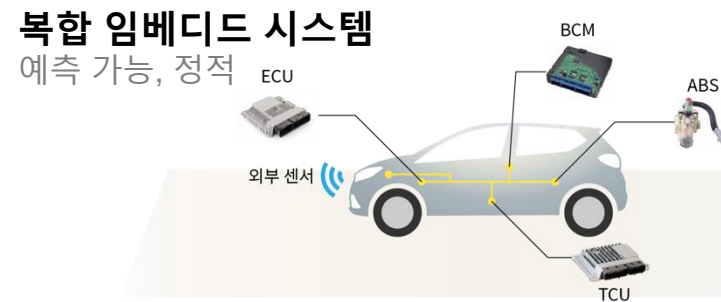 복합 임베디드 시스템
예측 가능, 정적
ECU
BCM
ABS
외부 센서
TCU